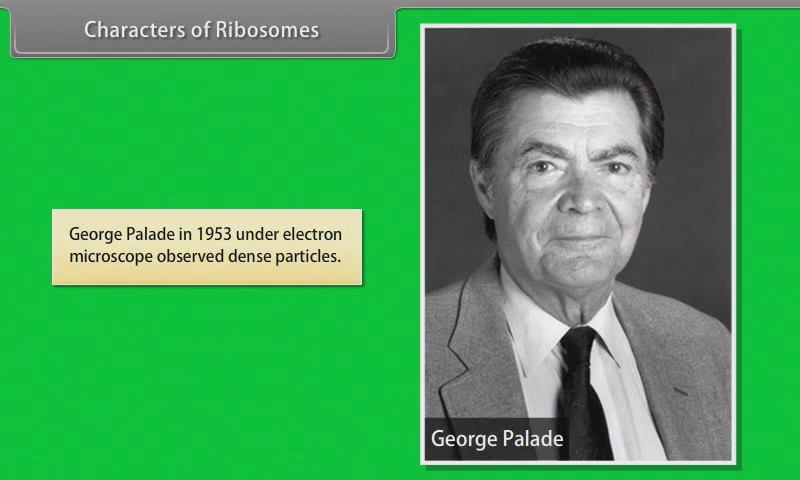 Characters of Ribosomes
George Palade in 1953 under electron
microscope observed dense particles.
George Palade